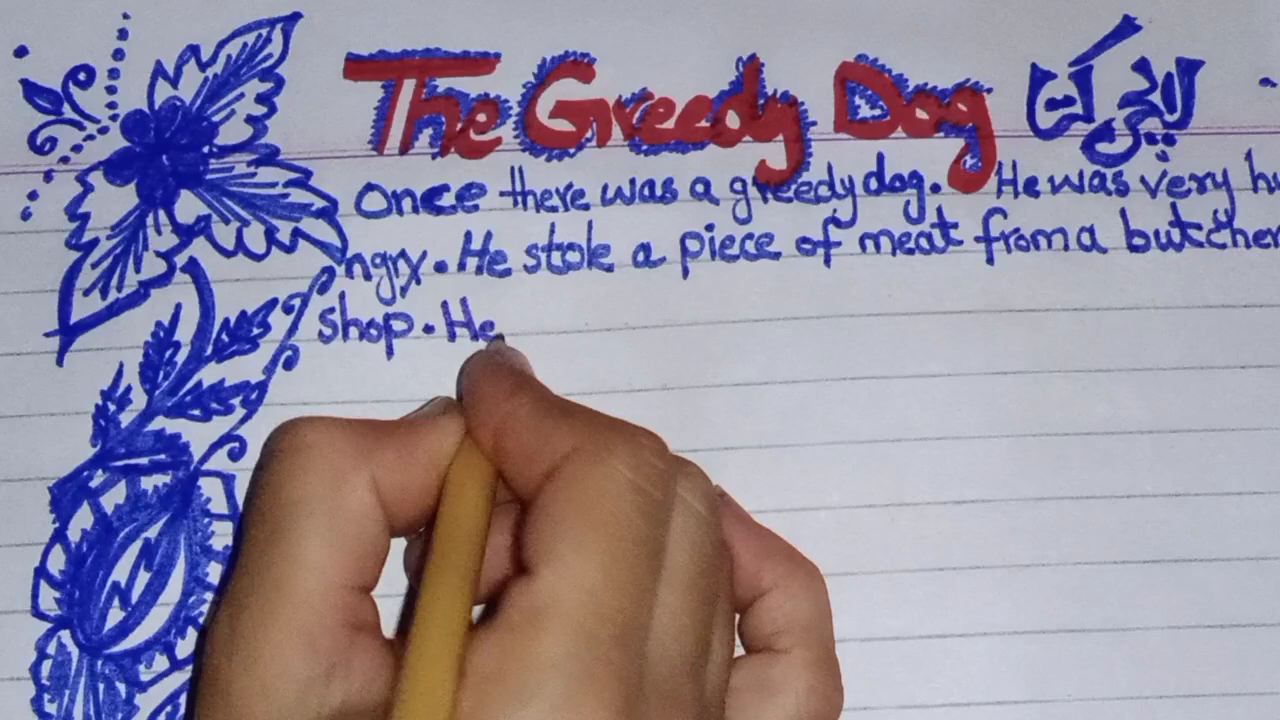 The Greedy Dog لالچی کتا
Once there was a greedy dog. He was very hu
ngry. He stole a piece of meat from a butcher
shop. He